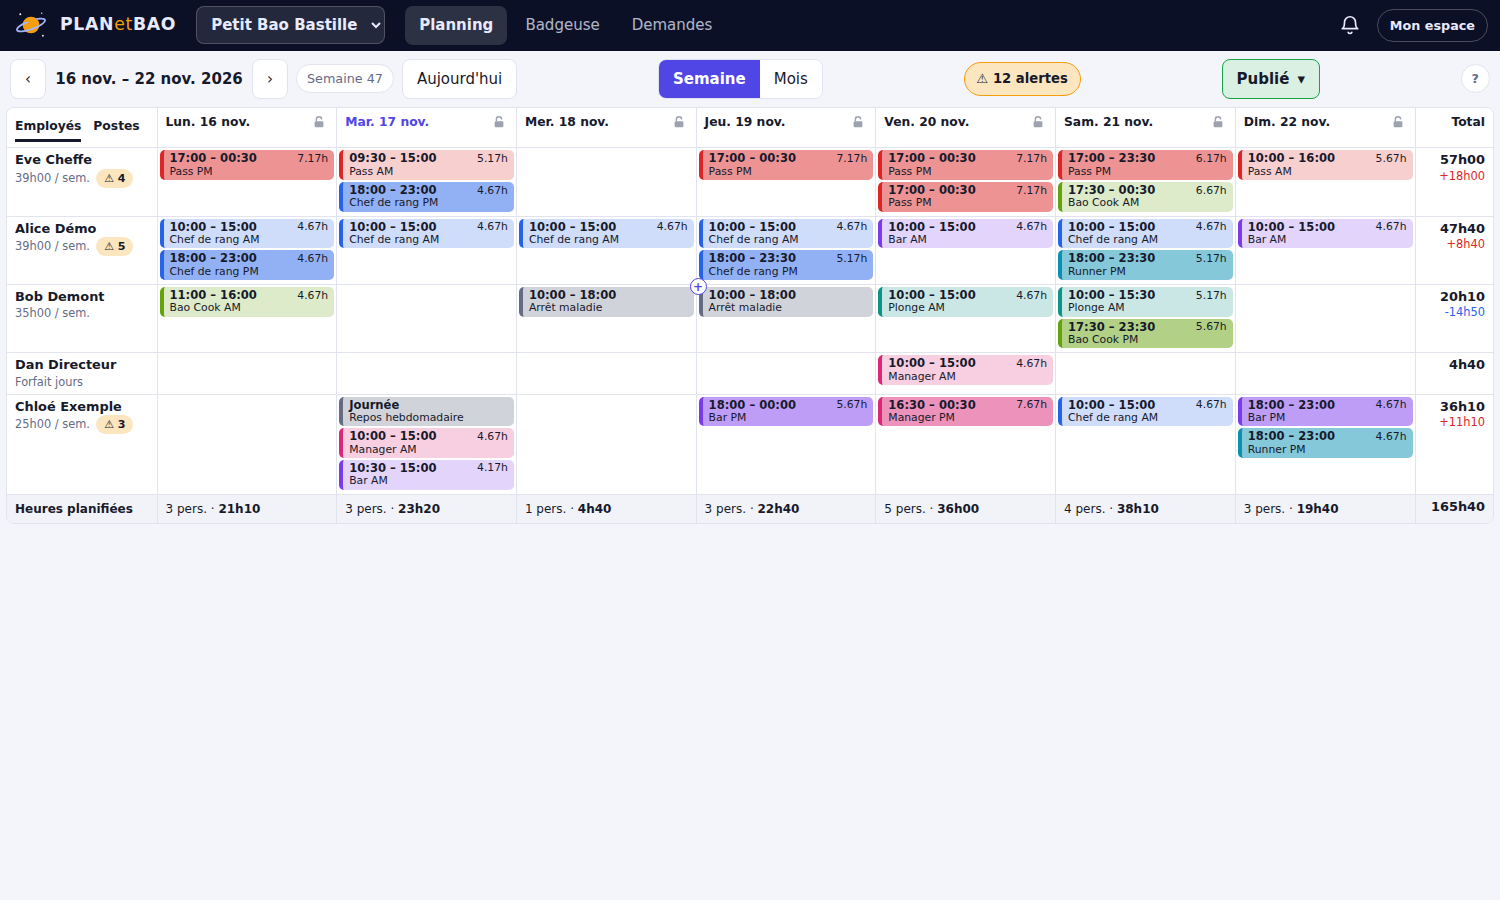 PLANetBAO Petit Bao Bastille Planning Badgeuse Demandes Mon espace
‹ 16 nov. – 22 nov. 2026 › Semaine 47 Aujourd'hui Semaine Mois ⚠ 12 alertes Publié ▾ ?
Employés Postes Lun. 16 nov. Mar. 17 nov. Mer. 18 nov. Jeu. 19 nov. Ven. 20 nov. Sam. 21 nov. Dim. 22 nov. Total
Eve Cheffe
39h00 / sem. ⚠ 4
17:00 – 00:30 7.17h
Pass PM
09:30 – 15:00 5.17h
Pass AM
18:00 – 23:00 4.67h
Chef de rang PM
17:00 – 00:30 7.17h
Pass PM
17:00 – 00:30 7.17h
Pass PM
17:00 – 00:30 7.17h
Pass PM
17:00 – 23:30 6.17h
Pass PM
17:30 – 00:30 6.67h
Bao Cook AM
10:00 – 16:00 5.67h
Pass AM
57h00
+18h00
Alice Démo
39h00 / sem. ⚠ 5
10:00 – 15:00 4.67h
Chef de rang AM
18:00 – 23:00 4.67h
Chef de rang PM
10:00 – 15:00 4.67h
Chef de rang AM
10:00 – 15:00 4.67h
Chef de rang AM
10:00 – 15:00 4.67h
Chef de rang AM
18:00 – 23:30 5.17h
Chef de rang PM
10:00 – 15:00 4.67h
Bar AM
10:00 – 15:00 4.67h
Chef de rang AM
18:00 – 23:30 5.17h
Runner PM
10:00 – 15:00 4.67h
Bar AM
47h40
+8h40
Bob Demont
35h00 / sem.
11:00 – 16:00 4.67h
Bao Cook AM
10:00 – 18:00
Arrêt maladie
+
10:00 – 18:00
Arrêt maladie
10:00 – 15:00 4.67h
Plonge AM
10:00 – 15:30 5.17h
Plonge AM
17:30 – 23:30 5.67h
Bao Cook PM
20h10
-14h50
Dan Directeur
Forfait jours
10:00 – 15:00 4.67h
Manager AM
4h40
Chloé Exemple
25h00 / sem. ⚠ 3
Journée
Repos hebdomadaire
10:00 – 15:00 4.67h
Manager AM
10:30 – 15:00 4.17h
Bar AM
18:00 – 00:00 5.67h
Bar PM
16:30 – 00:30 7.67h
Manager PM
10:00 – 15:00 4.67h
Chef de rang AM
18:00 – 23:00 4.67h
Bar PM
18:00 – 23:00 4.67h
Runner PM
36h10
+11h10
Heures planifiées 3 pers. · 21h10 3 pers. · 23h20 1 pers. · 4h40 3 pers. · 22h40 5 pers. · 36h00 4 pers. · 38h10 3 pers. · 19h40 165h40